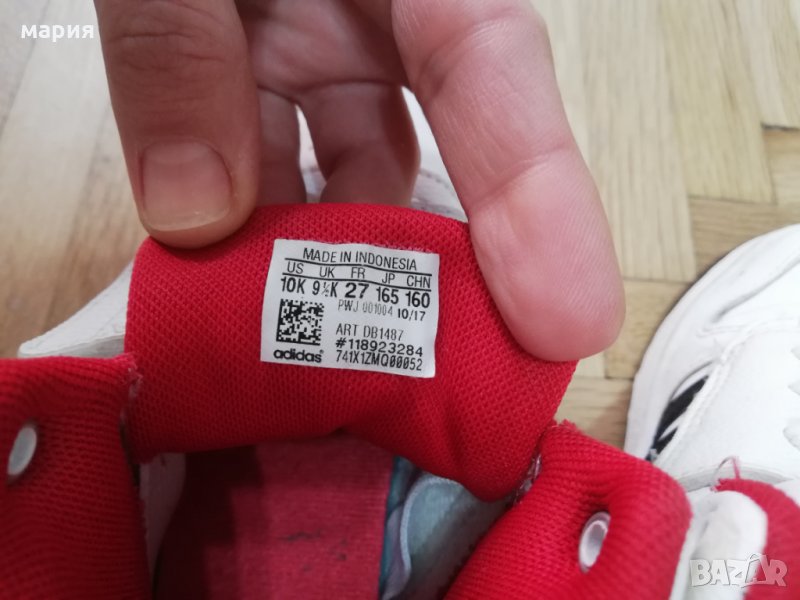 мария
MADE IN INDONESIA
US UK FR JP CHN
10K 9½K 27 165 160
PWJ 001004 10/17
ART DB1487
#118923284
adidas 741X1ZMQ00052
BAZAR